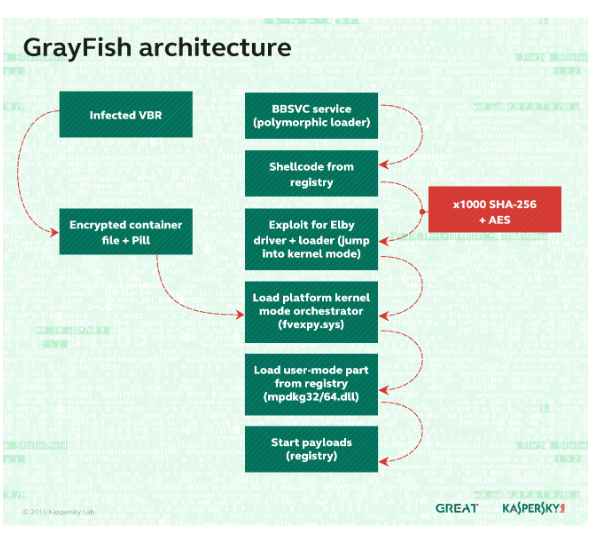 GrayFish architecture
Infected VBR
BBSVC service
(polymorphic loader)
Shellcode from
registry
x1000 SHA-256
+ AES
Encrypted container
file + Pill
Exploit for Elby
driver + loader (jump
into kernel mode)
Load platform kernel
mode orchestrator
(fvexpy.sys)
Load user-mode part
from registry
(mpdkg32/64.dll)
Start payloads
(registry)
© 2015 Kaspersky Lab
GREAT
KASPERSKY